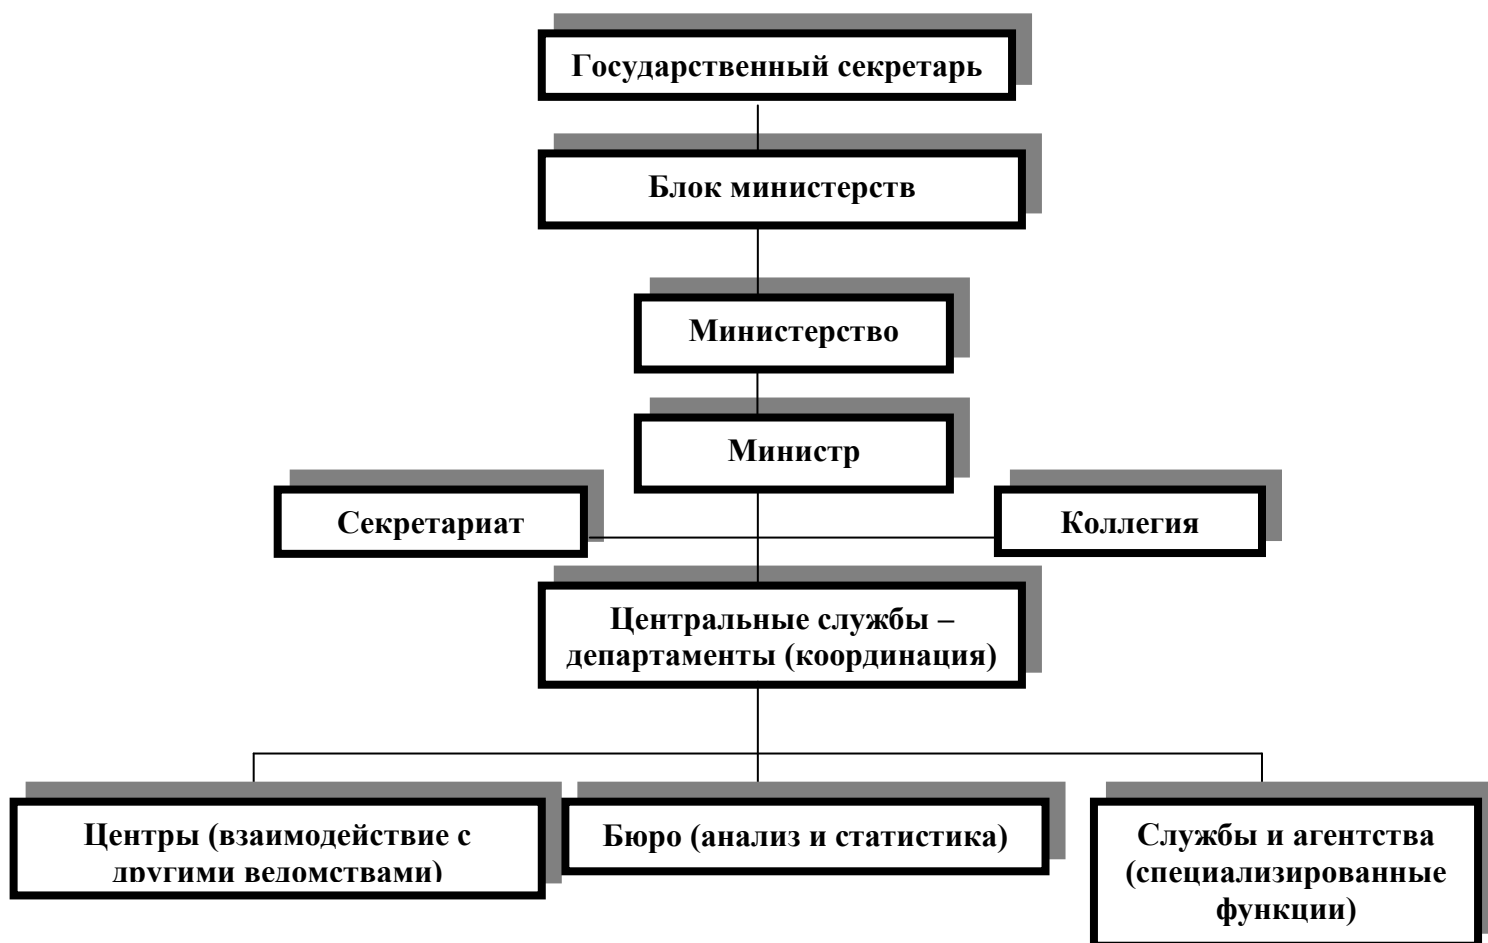 Государственный секретарь
Блок министерств
Министерство
Министр
Секретариат
Коллегия
Центральные службы –
департаменты (координация)
Центры (взаимодействие с
другими ведомствами)
Бюро (анализ и статистика)
Службы и агентства
(специализированные
функции)